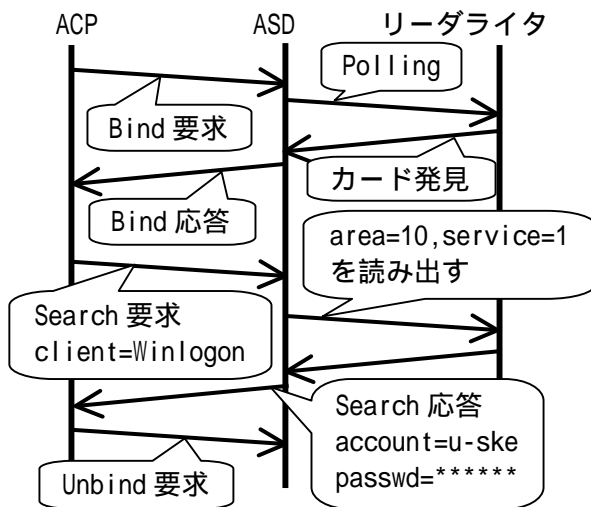 ACP
ASD
リーダライタ
Polling
Bind 要求
カード発見
Bind 応答
area=10,service=1
を読み出す
Search 要求
client=Winlogon
Search 応答
account=u-ske
passwd=******
Unbind 要求